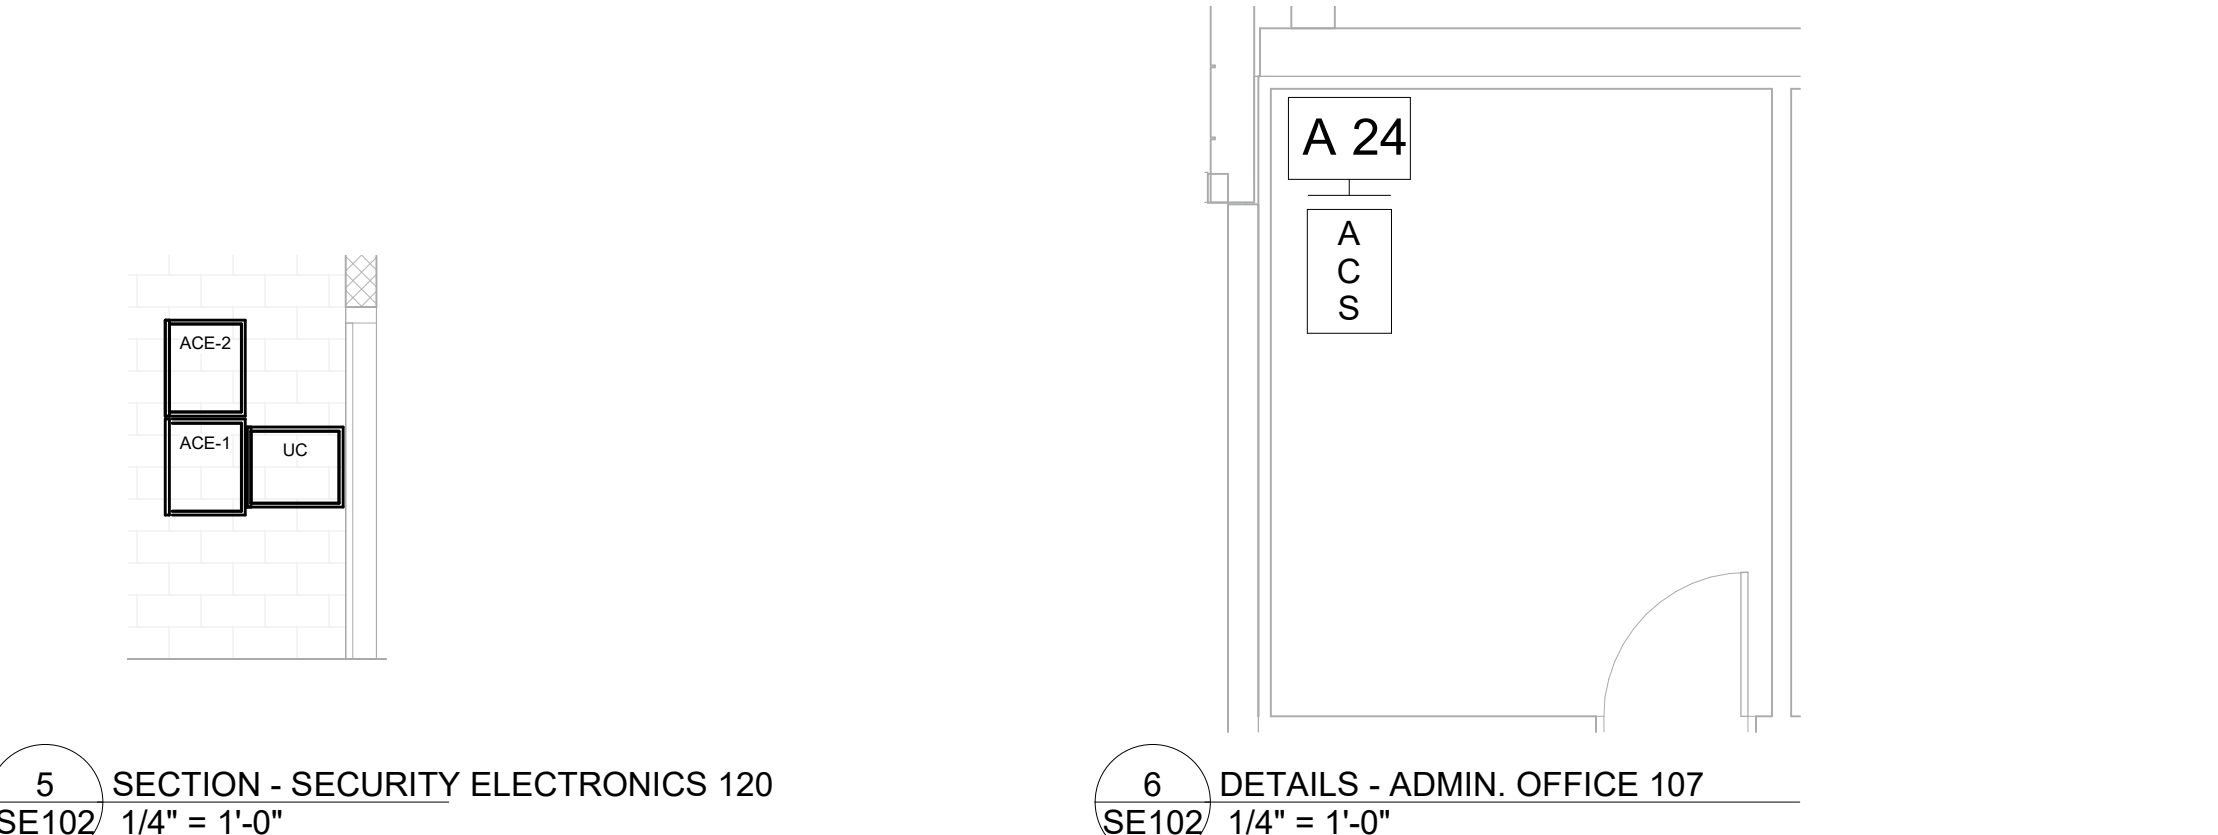 A 24
A
C
S
ACE-2
ACE-1
UC
5
SECTION - SECURITY ELECTRONICS 120
SE102
1/4" = 1'-0"
6
DETAILS - ADMIN. OFFICE 107
SE102
1/4" = 1'-0"